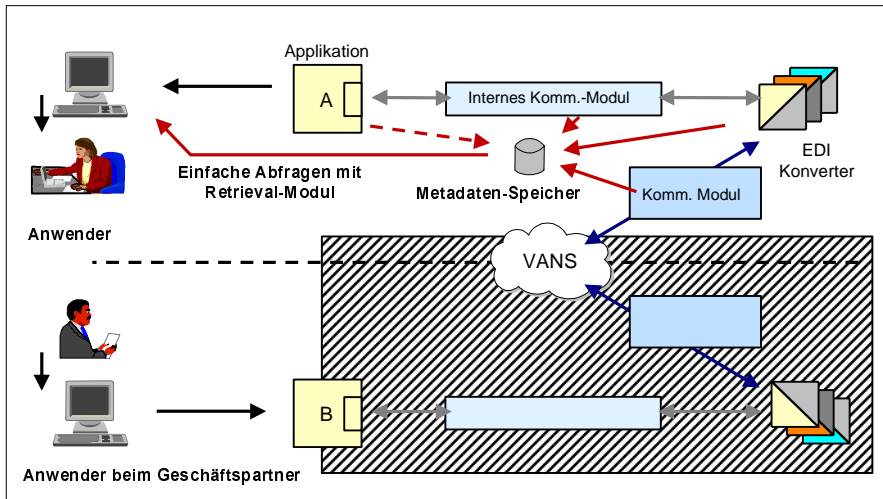 Applikation
A
Internes Komm.-Modul
EDI
Konverter
Einfache Abfragen mit
Retrieval-Modul
Metadaten-Speicher
Komm. Modul
Anwender
VANS
B
Anwender beim Geschäftspartner